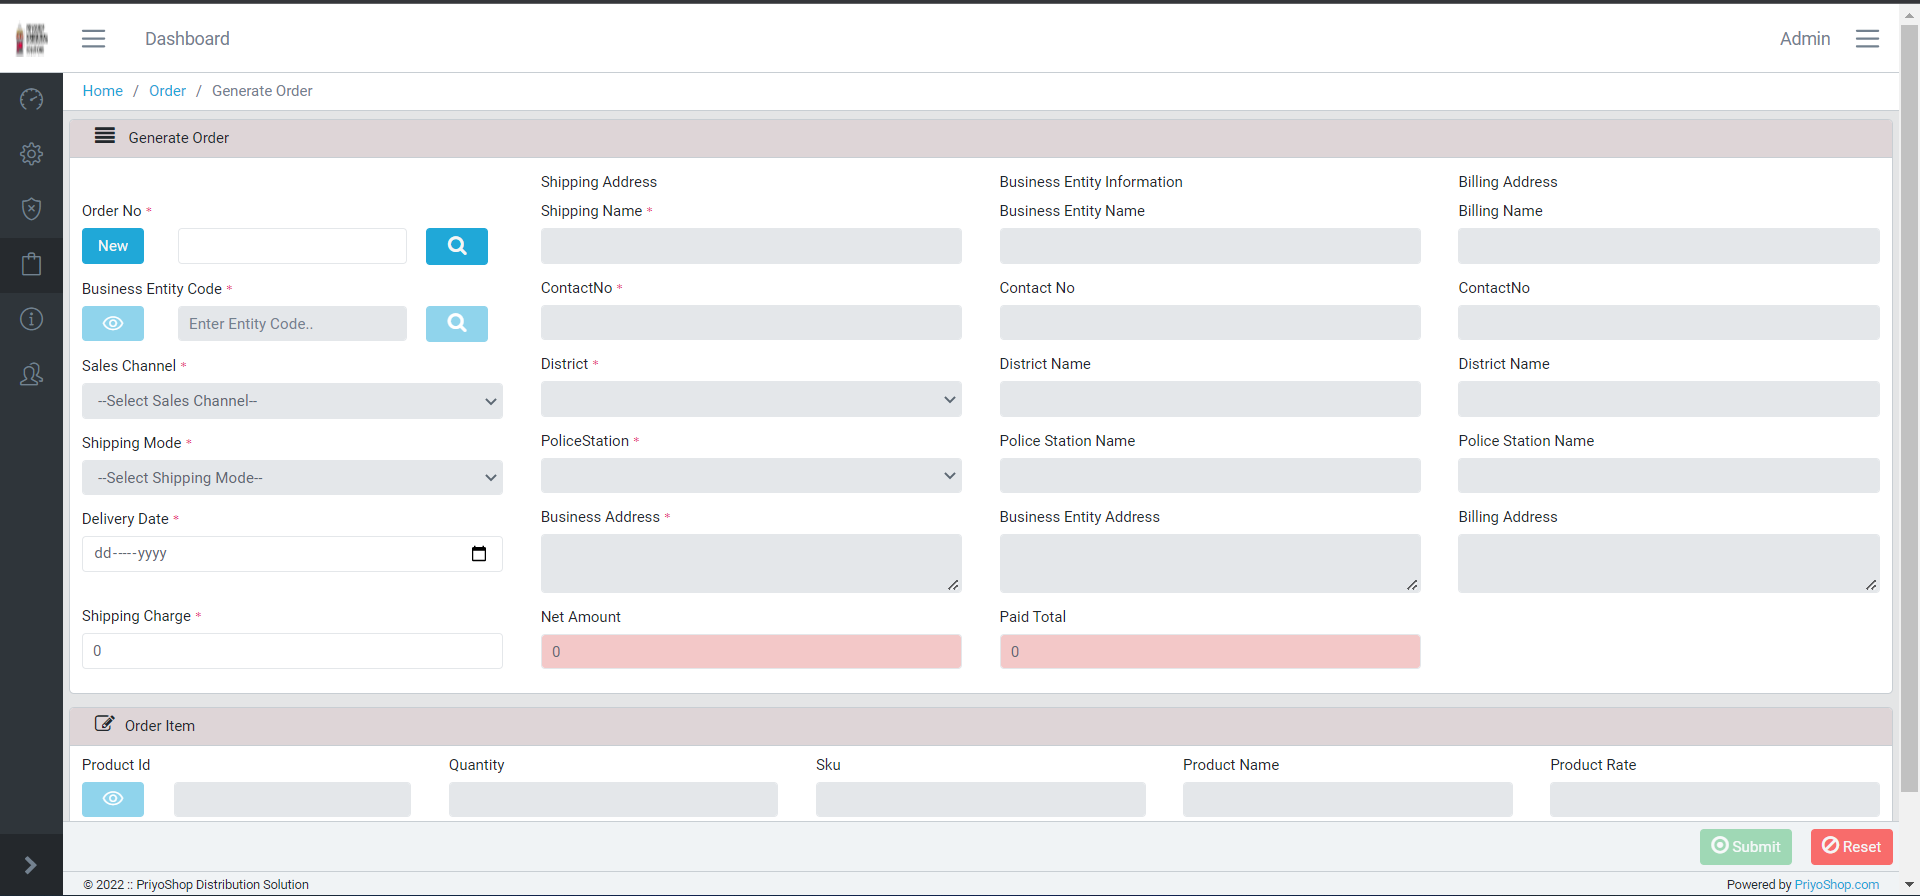 Dashboard
Admin
Home / Order / Generate Order
Generate Order
Shipping Address
Business Entity Information
Billing Address
Order No *
Shipping Name *
Business Entity Name
Billing Name
New
Business Entity Code *
ContactNo *
Contact No
ContactNo
Enter Entity Code..
Sales Channel *
District *
District Name
District Name
--Select Sales Channel--
Shipping Mode *
PoliceStation *
Police Station Name
Police Station Name
--Select Shipping Mode--
Delivery Date *
Business Address *
Business Entity Address
Billing Address
dd-----yyyy
Shipping Charge *
Net Amount
Paid Total
0
0
0
Order Item
Product Id
Quantity
Sku
Product Name
Product Rate
Submit
Reset
© 2022 :: PriyoShop Distribution Solution
Powered by PriyoShop.com